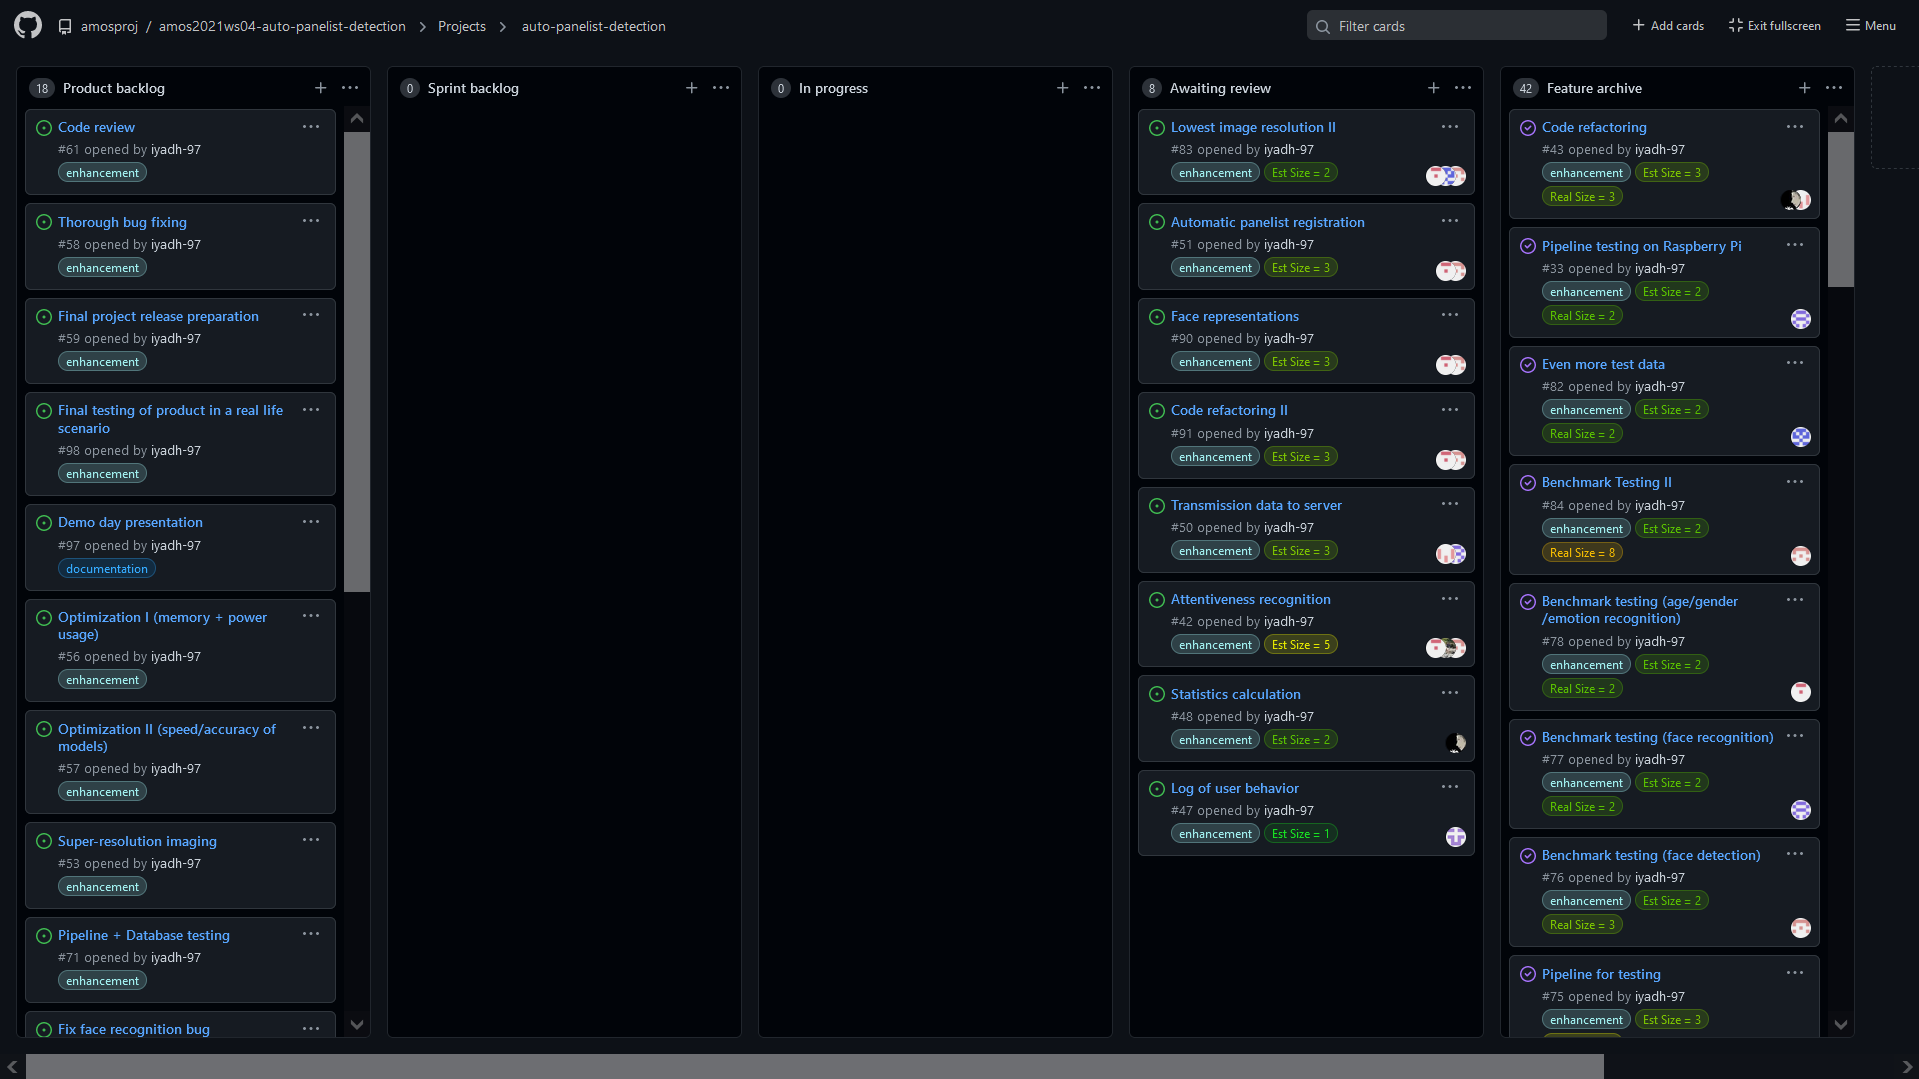 amosproj / amos2021ws04-auto-panelist-detection > Projects > auto-panelist-detection
Filter cards
Add cards
Exit fullscreen
Menu
18 Product backlog
Code review
#61 opened by iyadh-97
enhancement
Thorough bug fixing
#58 opened by iyadh-97
enhancement
Final project release preparation
#59 opened by iyadh-97
enhancement
Final testing of product in a real life
scenario
#98 opened by iyadh-97
enhancement
Demo day presentation
#97 opened by iyadh-97
documentation
Optimization I (memory + power
usage)
#56 opened by iyadh-97
enhancement
Optimization II (speed/accuracy of
models)
#57 opened by iyadh-97
enhancement
Super-resolution imaging
#53 opened by iyadh-97
enhancement
Pipeline + Database testing
#71 opened by iyadh-97
enhancement
Fix face recognition bug
0 Sprint backlog
0 In progress
8 Awaiting review
Lowest image resolution II
#83 opened by iyadh-97
enhancement Est Size = 2
Automatic panelist registration
#51 opened by iyadh-97
enhancement Est Size = 3
Face representations
#90 opened by iyadh-97
enhancement Est Size = 3
Code refactoring II
#91 opened by iyadh-97
enhancement Est Size = 3
Transmission data to server
#50 opened by iyadh-97
enhancement Est Size = 3
Attentiveness recognition
#42 opened by iyadh-97
enhancement Est Size = 5
Statistics calculation
#48 opened by iyadh-97
enhancement Est Size = 2
Log of user behavior
#47 opened by iyadh-97
enhancement Est Size = 1
42 Feature archive
Code refactoring
#43 opened by iyadh-97
enhancement Est Size = 3
Real Size = 3
Pipeline testing on Raspberry Pi
#33 opened by iyadh-97
enhancement Est Size = 2
Real Size = 2
Even more test data
#82 opened by iyadh-97
enhancement Est Size = 2
Real Size = 2
Benchmark Testing II
#84 opened by iyadh-97
enhancement Est Size = 2
Real Size = 8
Benchmark testing (age/gender
/emotion recognition)
#78 opened by iyadh-97
enhancement Est Size = 2
Real Size = 2
Benchmark testing (face recognition)
#77 opened by iyadh-97
enhancement Est Size = 2
Real Size = 2
Benchmark testing (face detection)
#76 opened by iyadh-97
enhancement Est Size = 2
Real Size = 3
Pipeline for testing
#75 opened by iyadh-97
enhancement Est Size = 3